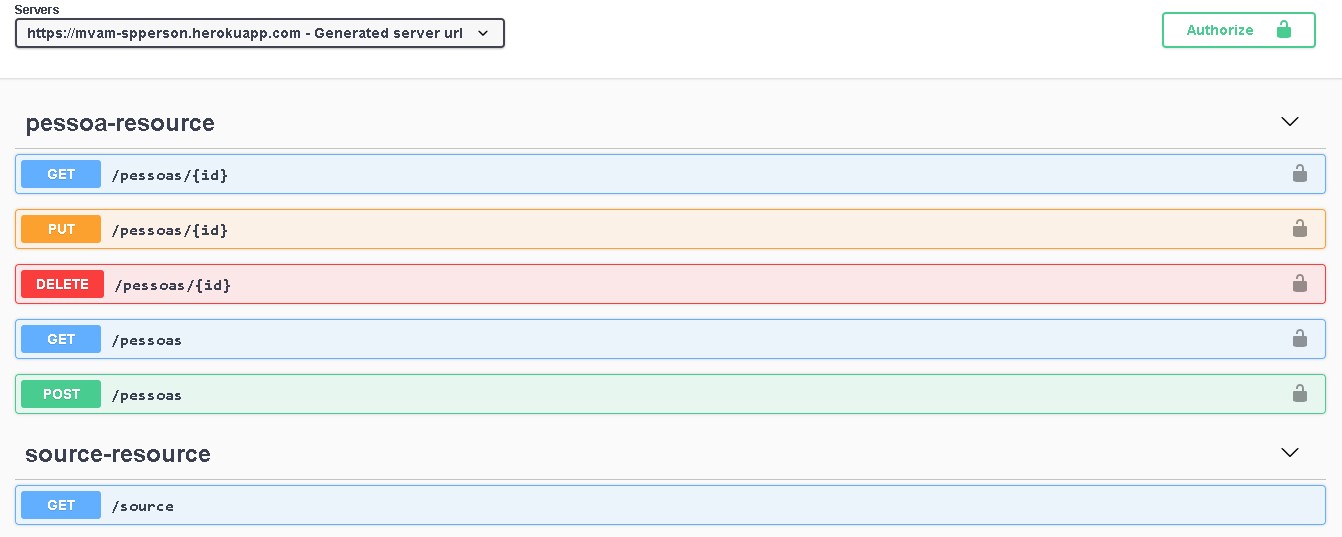 Servers
https://mvam-spperson.herokuapp.com - Generated server url
Authorize
pessoa-resource
GET /pessoas/{id}
PUT /pessoas/{id}
DELETE /pessoas/{id}
GET /pessoas
POST /pessoas
source-resource
GET /source